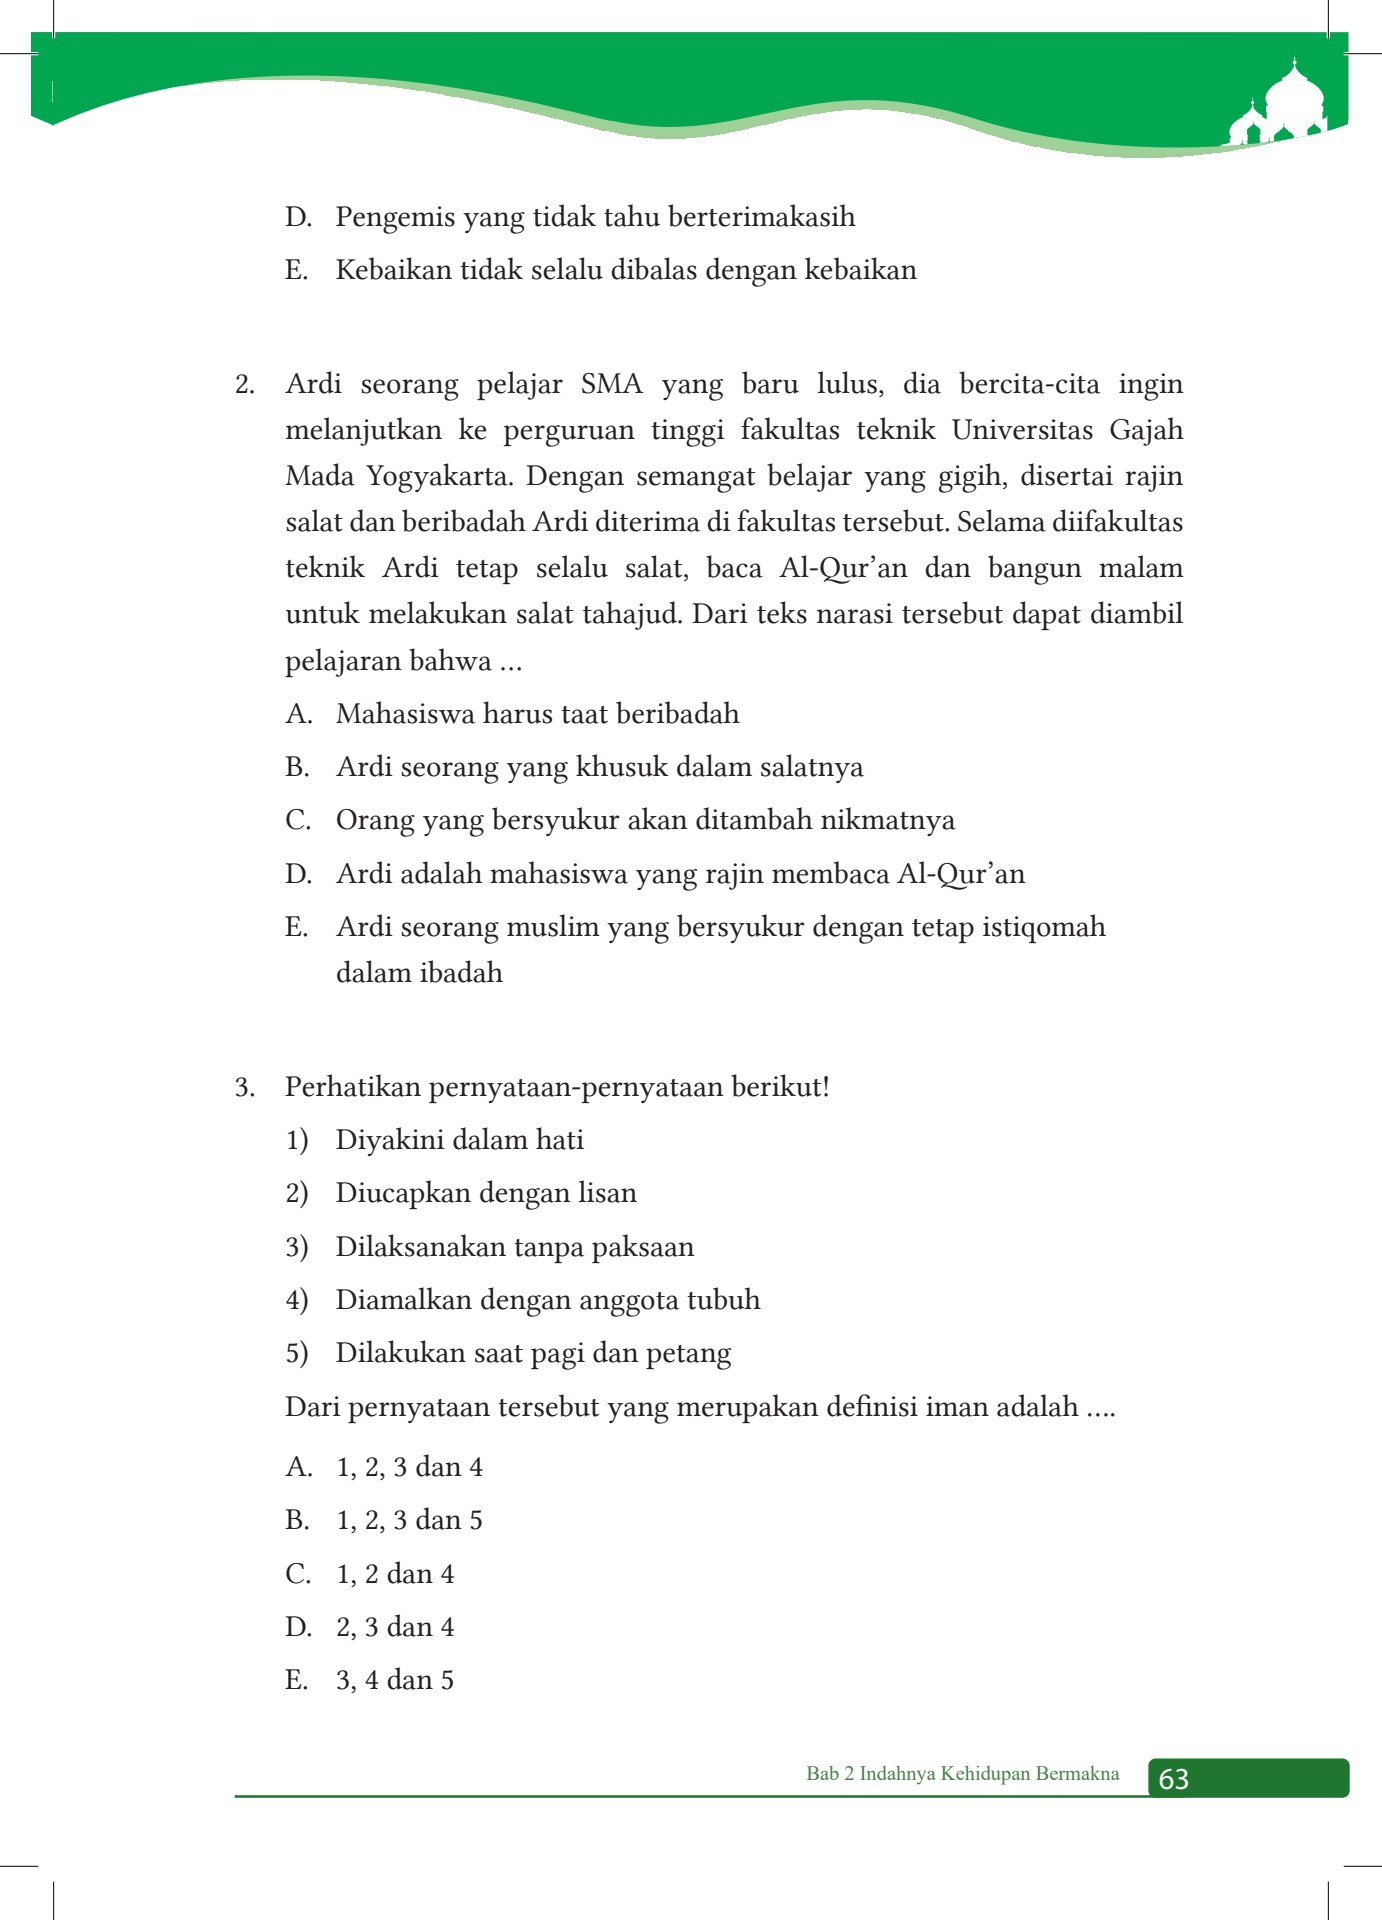 D. Pengemis yang tidak tahu berterimakasih
E. Kebaikan tidak selalu dibalas dengan kebaikan
2. Ardi seorang pelajar SMA yang baru lulus, dia bercita-cita ingin
melanjutkan ke perguruan tinggi fakultas teknik Universitas Gajah
Mada Yogyakarta. Dengan semangat belajar yang gigih, disertai rajin
salat dan beribadah Ardi diterima di fakultas tersebut. Selama diifakultas
teknik Ardi tetap selalu salat, baca Al-Qur’an dan bangun malam
untuk melakukan salat tahajud. Dari teks narasi tersebut dapat diambil
pelajaran bahwa ...
A. Mahasiswa harus taat beribadah
B. Ardi seorang yang khusuk dalam salatnya
C. Orang yang bersyukur akan ditambah nikmatnya
D. Ardi adalah mahasiswa yang rajin membaca Al-Qur’an
E. Ardi seorang muslim yang bersyukur dengan tetap istiqomah
dalam ibadah
3. Perhatikan pernyataan-pernyataan berikut!
1) Diyakini dalam hati
2) Diucapkan dengan lisan
3) Dilaksanakan tanpa paksaan
4) Diamalkan dengan anggota tubuh
5) Dilakukan saat pagi dan petang
Dari pernyataan tersebut yang merupakan definisi iman adalah ....
A. 1, 2, 3 dan 4
B. 1, 2, 3 dan 5
C. 1, 2 dan 4
D. 2, 3 dan 4
E. 3, 4 dan 5
Bab 2 Indahnya Kehidupan Bermakna 63